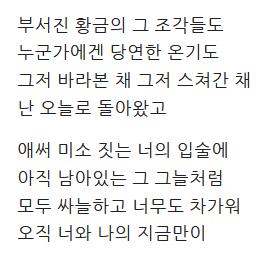 부서진 황금의 그 조각들도
누군가에겐 당연한 온기도
그저 바라본 채 그저 스쳐간 채
난 오늘로 돌아왔고

애써 미소 짓는 너의 입술에
아직 남아있는 그 그늘처럼
모두 싸늘하고 너무도 차가워
오직 너와 나의 지금만이